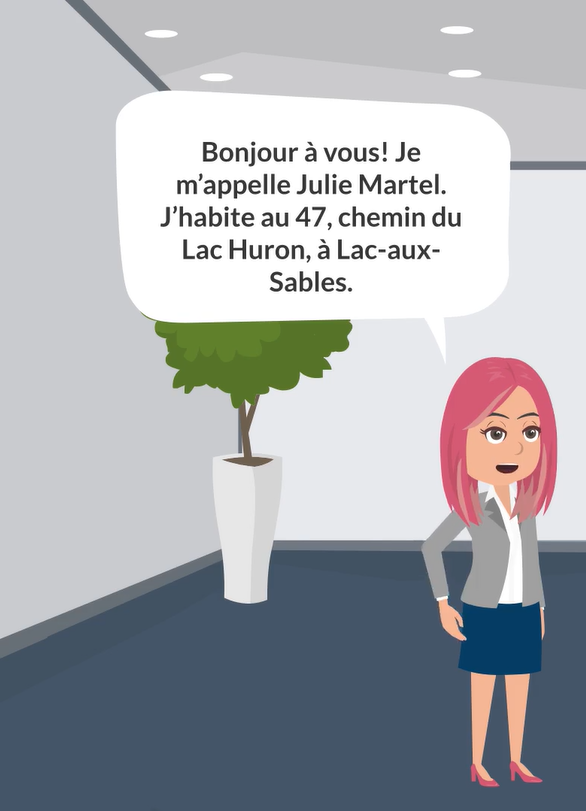 Bonjour à vous! Je
m’appelle Julie Martel.
J’habite au 47, chemin du
Lac Huron, à Lac-aux-
Sables.